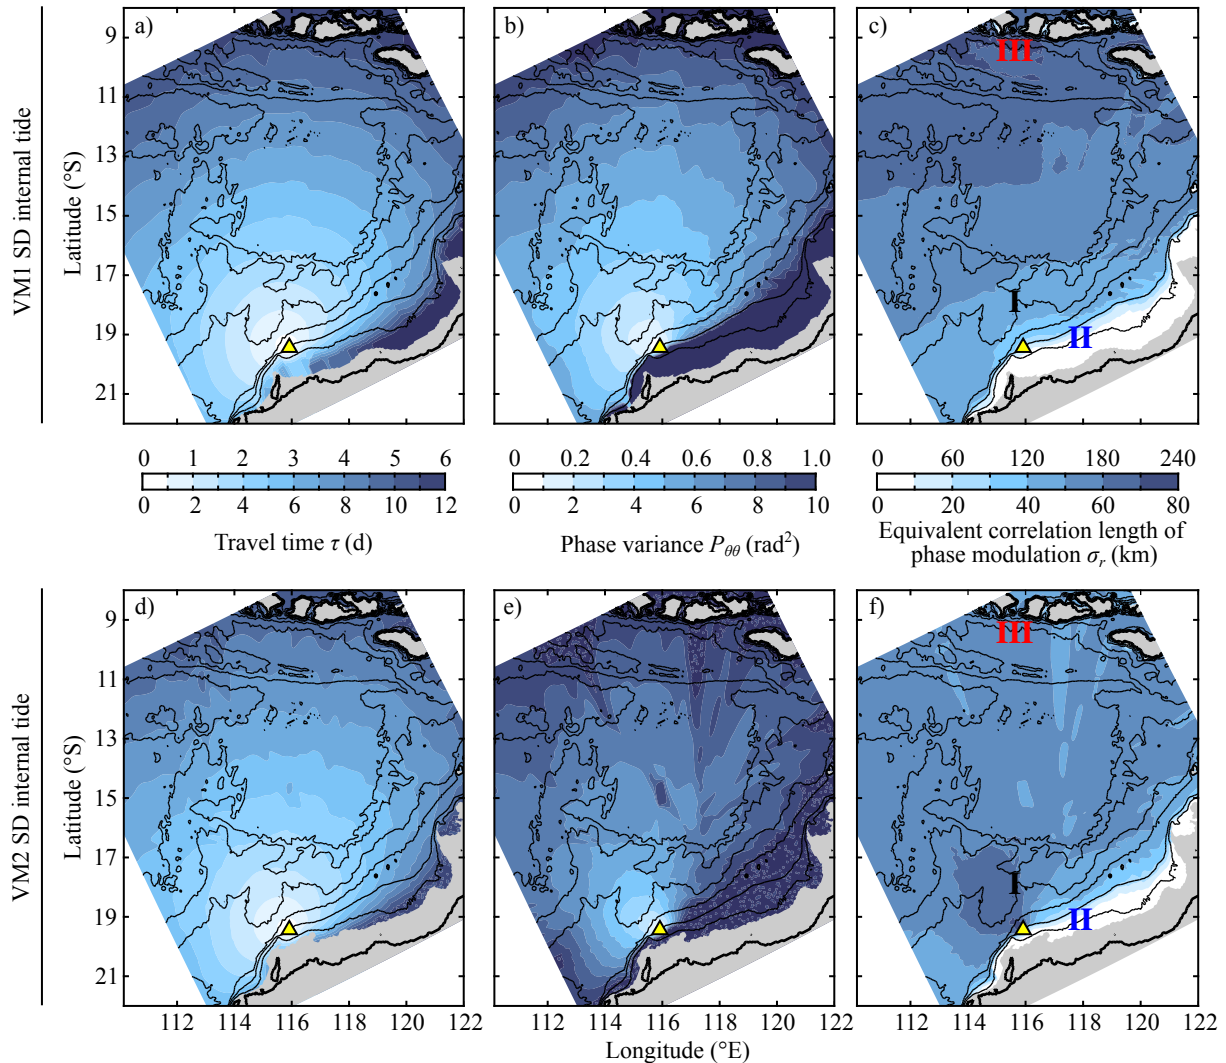 a)
b)
c)
III
I
II
9
11
13
15
17
19
21
Latitude (°S)
VM1 SD internal tide
0 1 2 3 4 5 6
0 2 4 6 8 10 12
Travel time τ (d)
0 0.2 0.4 0.6 0.8 1.0
0 2 4 6 8 10
Phase variance Pθθ (rad²)
0 60 120 180 240
0 20 40 60 80
Equivalent correlation length of
phase modulation σr (km)
d)
e)
f)
III
I
II
9
11
13
15
17
19
21
Latitude (°S)
VM2 SD internal tide
112 114 116 118 120 122
112 114 116 118 120 122
112 114 116 118 120 122
Longitude (°E)